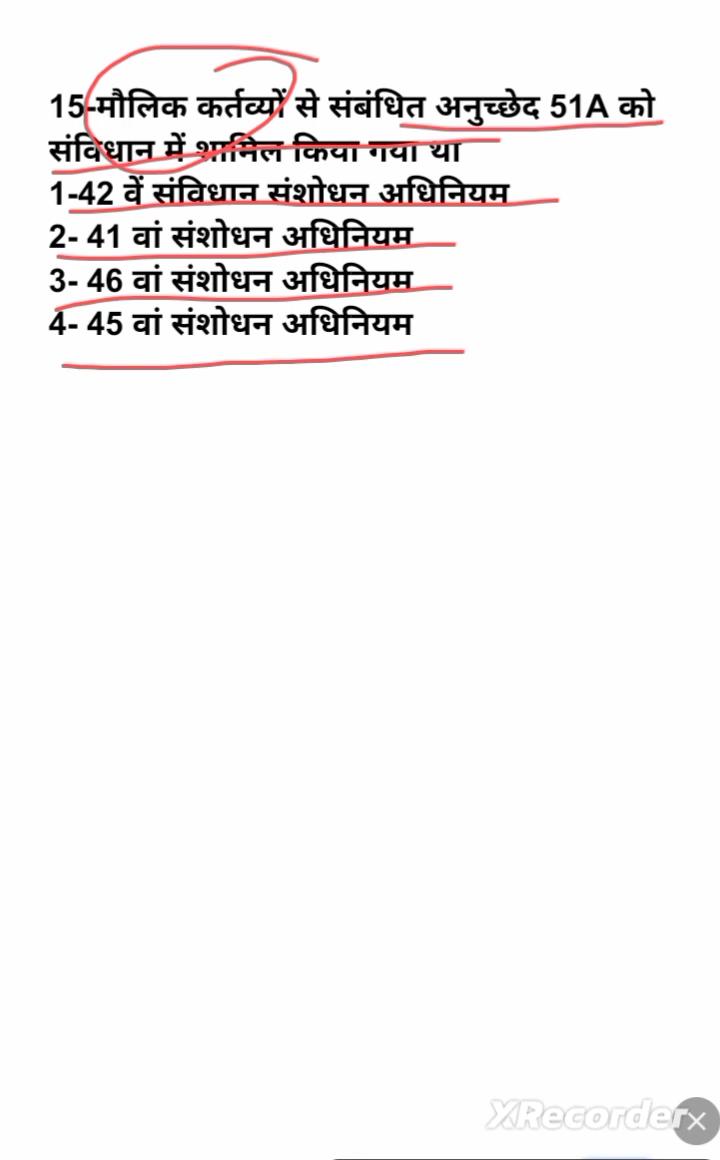 15-मौलिक कर्तव्यों से संबंधित अनुच्छेद 51A को
संविधान में शामिल किया गया था
1-42 वें संविधान संशोधन अधिनियम
2- 41 वां संशोधन अधिनियम
3- 46 वां संशोधन अधिनियम
4- 45 वां संशोधन अधिनियम
XRecorder